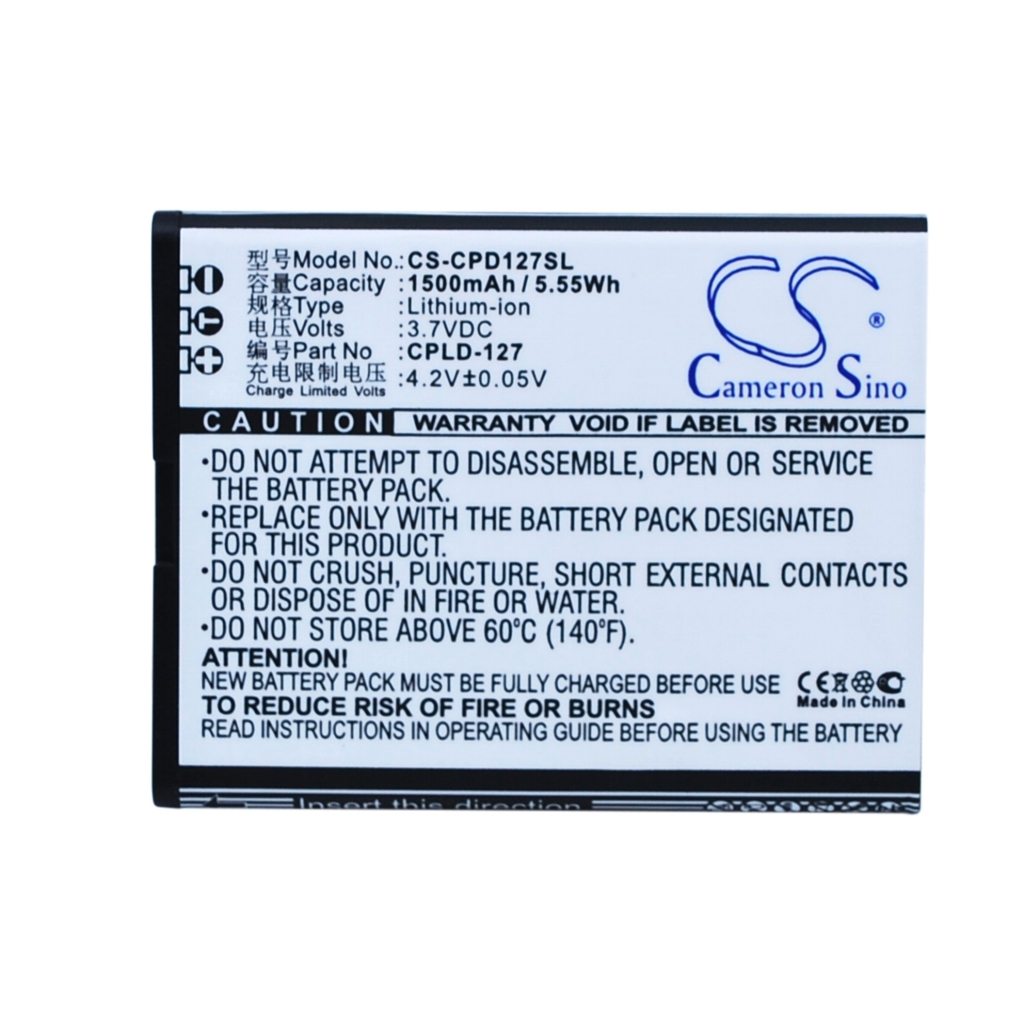 型号Model No.: CS-CPD127SL
容量Capacity : 1500mAh / 5.55Wh
规格Type : Lithium-ion
电压Volts : 3.7VDC
编号Part No. : CPLD-127
充电限制电压 : 4.2V±0.05V
Charge Limited Volts
CS ®
Cameron Sino
CAUTION WARRANTY VOID IF LABEL IS REMOVED
·DO NOT ATTEMPT TO DISASSEMBLE, OPEN OR SERVICE
THE BATTERY PACK.
·REPLACE ONLY WITH THE BATTERY PACK DESIGNATED
FOR THIS PRODUCT.
·DO NOT CRUSH, PUNCTURE, SHORT EXTERNAL CONTACTS
OR DISPOSE OF IN FIRE OR WATER.
·DO NOT STORE ABOVE 60°C (140°F).
ATTENTION!
NEW BATTERY PACK MUST BE FULLY CHARGED BEFORE USE
TO REDUCE RISK OF FIRE OR BURNS
READ INSTRUCTIONS IN OPERATING GUIDE BEFORE USING THE BATTERY
CE
Made in China
Insert this direction